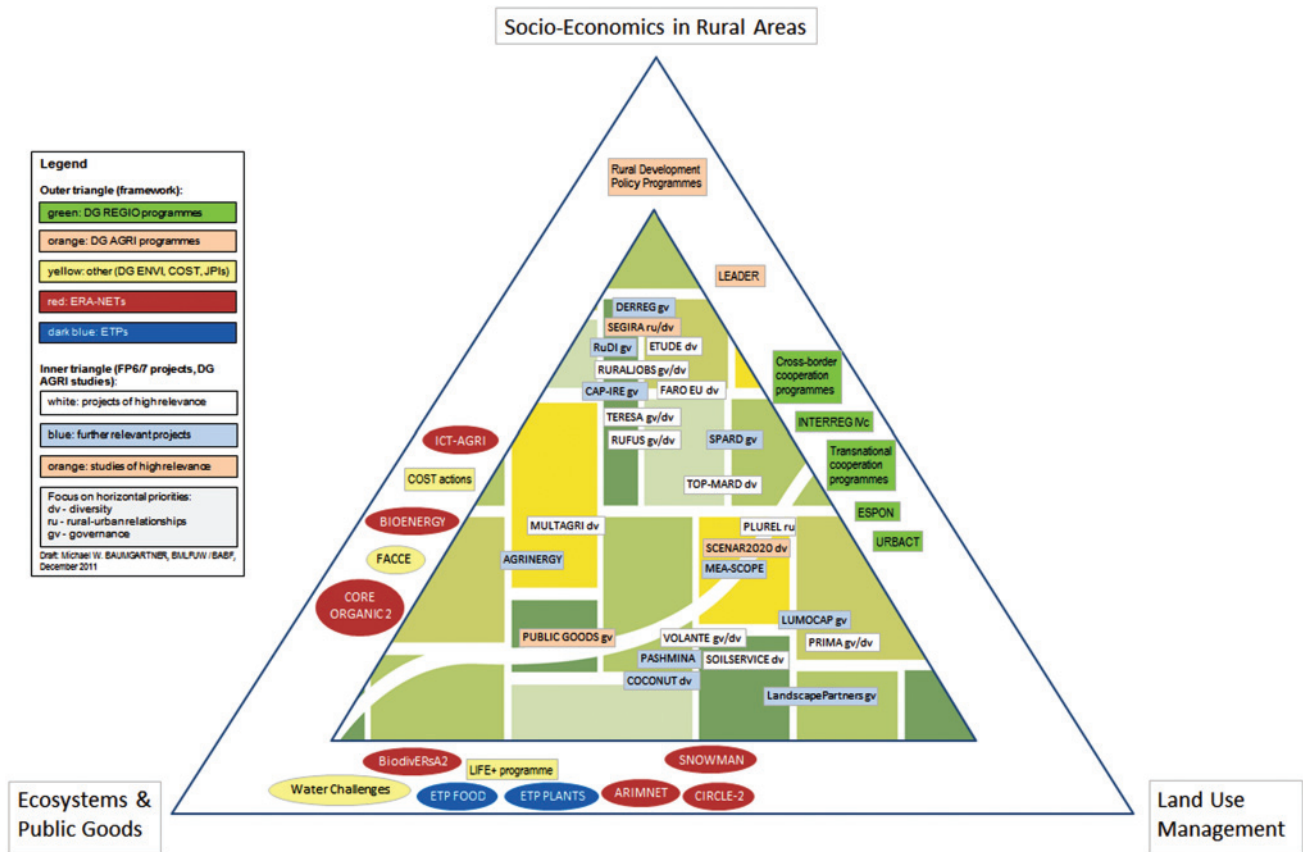 Socio-Economics in Rural Areas
Legend
Outer triangle (framework):
green: DG REGIO programmes
orange: DG AGRI programmes
yellow: other (DG ENVI, COST, JPIs)
red: ERA-NETs
dark blue: ETPs
Inner triangle (FP6/7 projects, DG
AGRI studies):
white: projects of high relevance
blue: further relevant projects
orange: studies of high relevance
Focus on horizontal priorities:
dv - diversity
ru - rural-urban relationships
gv - governance
Draft: Michael W. BAUMGARTNER, BMLFUW / BABF,
December 2011
Rural Development
Policy Programmes
LEADER
DERREG gv
SEGIRA ru/dv
RuDI gv
ETUDE dv
RURALJOBS gv/dv
CAP-IRE gv
FARO EU dv
TERESA gv/dv
RUFUS gv/dv
SPARD gv
TOP-MARD dv
Cross-border
cooperation
programmes
INTERREG IVc
Transnational
cooperation
programmes
ESPON
URBACT
ICT-AGRI
COST actions
BIOENERGY
FACCE
CORE
ORGANIC 2
MULTAGRI dv
AGRINERGY
PLUREL ru
SCENAR2020 dv
MEA-SCOPE
LUMOCAP gv
PRIMA gv/dv
PUBLIC GOODS gv
VOLANTE gv/dv
PASHMINA
SOILSERVICE dv
COCONUT dv
LandscapePartners gv
BiodivERsA2
LIFE+ programme
SNOWMAN
Water Challenges
ETP FOOD
ETP PLANTS
ARIMNET
CIRCLE-2
Ecosystems &
Public Goods
Land Use
Management